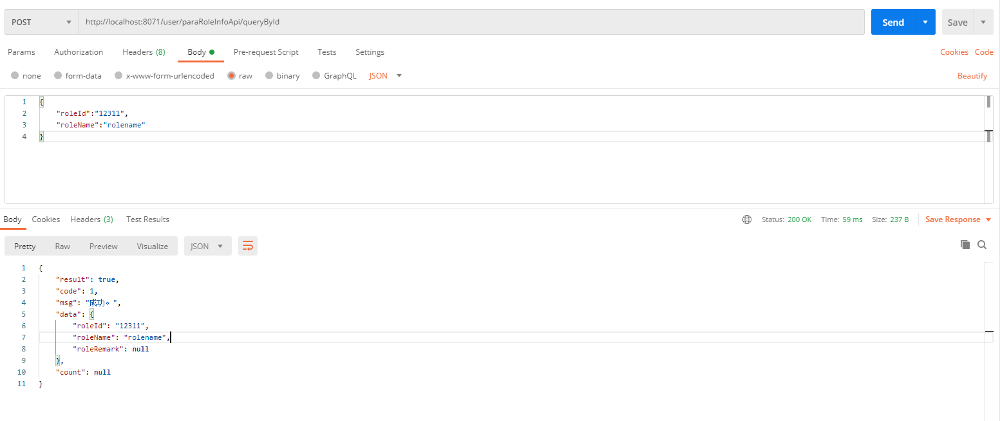 POST http://localhost:8071/user/paraRoleInfoApi/queryById Send Save
Params Authorization Headers (8) Body Pre-request Script Tests Settings Cookies Code
none form-data x-www-form-urlencoded raw binary GraphQL JSON Beautify
1 {
2 "roleId":"12311",
3 "roleName":"rolename"
4 }
Body Cookies Headers (3) Test Results Status: 200 OK Time: 59 ms Size: 237 B Save Response
Pretty Raw Preview Visualize JSON
1 {
2 "result": true,
3 "code": 1,
4 "msg": "成功。",
5 "data": {
6 "roleId": "12311",
7 "roleName": "rolename",
8 "roleRemark": null
9 },
10 "count": null
11 }